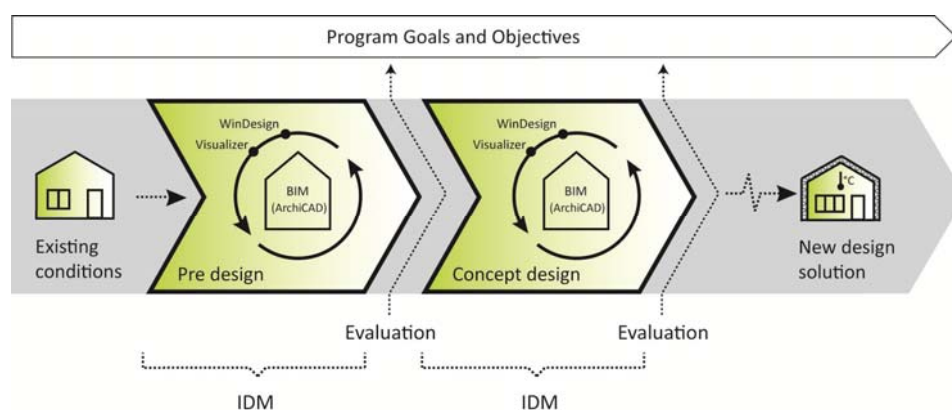 Program Goals and Objectives
WinDesign
Visualizer
BIM
(ArchiCAD)
Existing
conditions
Pre design
WinDesign
Visualizer
BIM
(ArchiCAD)
Concept design
°C
New design
solution
Evaluation
Evaluation
IDM
IDM